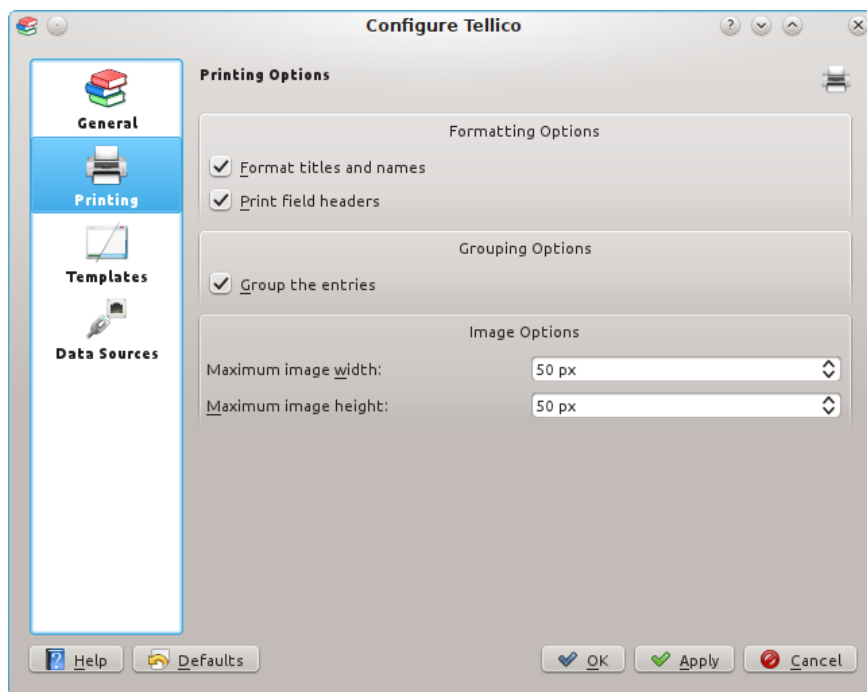 Configure Tellico
General
Printing
Templates
Data Sources
Printing Options
Formatting Options
Format titles and names
Print field headers
Grouping Options
Group the entries
Image Options
Maximum image width: 50 px
Maximum image height: 50 px
Help Defaults OK Apply Cancel